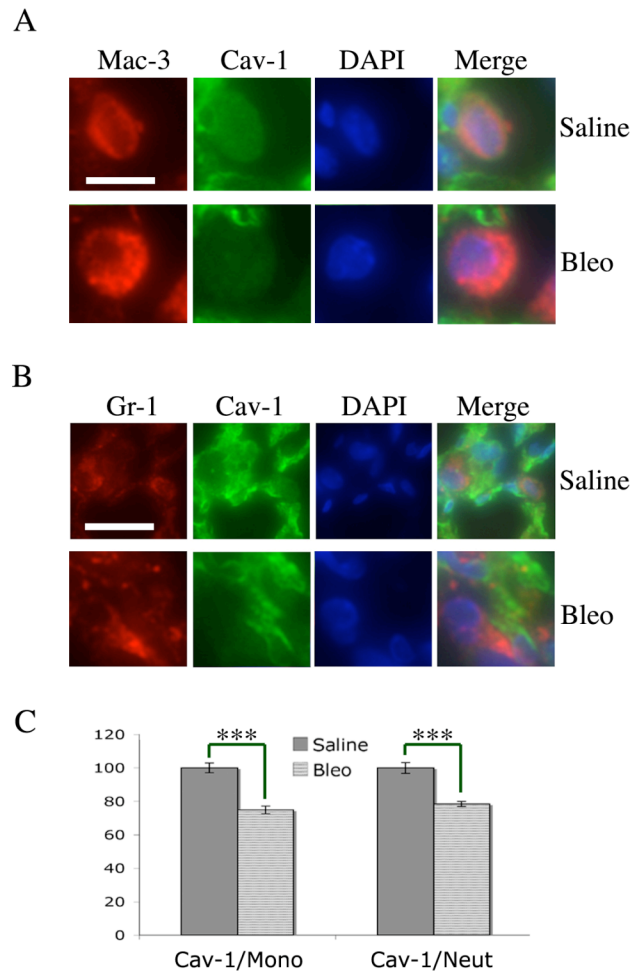 A
Mac-3 Cav-1 DAPI Merge
Saline
Bleo
B
Gr-1 Cav-1 DAPI Merge
Saline
Bleo
C
120
100
80
60
40
20
0
*** ***
Saline
Bleo
Cav-1/Mono Cav-1/Neut